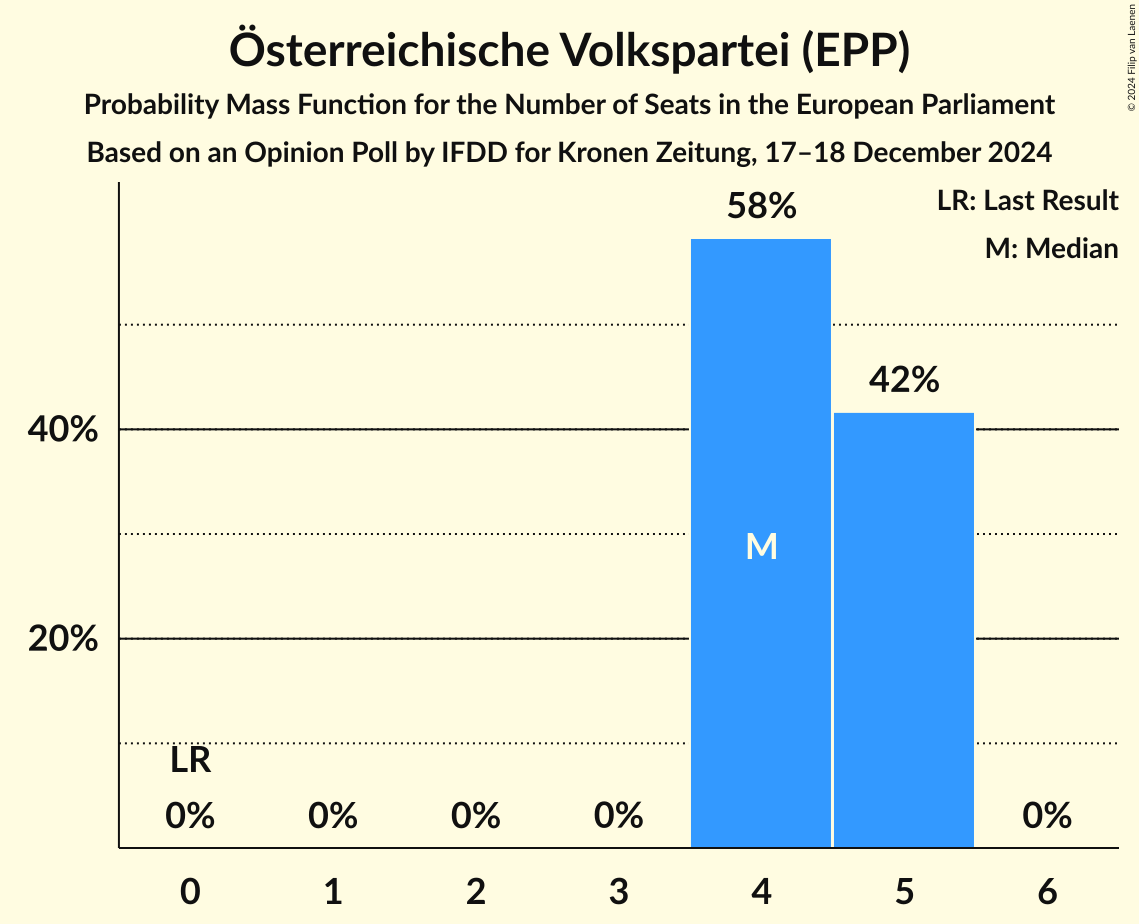 Österreichische Volkspartei (EPP)
Probability Mass Function for the Number of Seats in the European Parliament
Based on an Opinion Poll by IFDD for Kronen Zeitung, 17–18 December 2024
© 2024 Filip van Laenen
LR: Last Result
M: Median
58%
42%
40%
M
20%
LR
0% 0% 0% 0% 0%
0 1 2 3 4 5 6